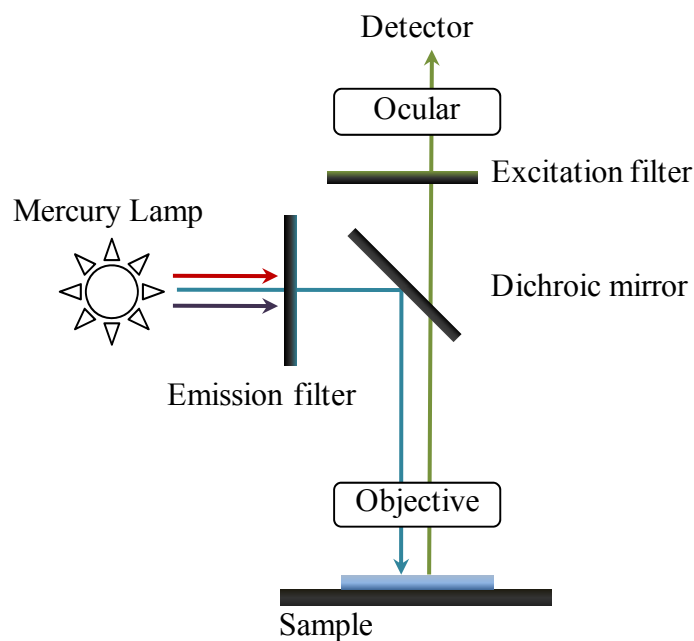 Detector
Ocular
Excitation filter
Mercury Lamp
Dichroic mirror
Emission filter
Objective
Sample